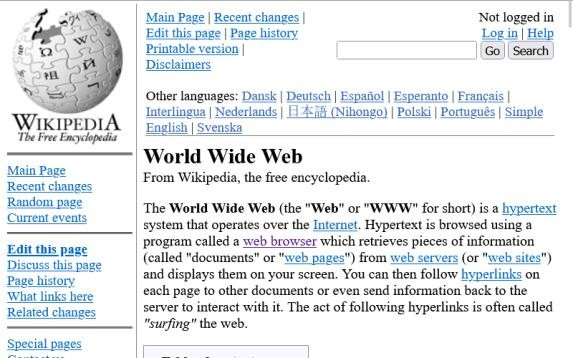 WIKIPEDIA
The Free Encyclopedia
Main Page
Recent changes
Random page
Current events
Edit this page
Discuss this page
Page history
What links here
Related changes
Special pages
Main Page | Recent changes |
Edit this page | Page history
Printable version |
Disclaimers
Not logged in
Log in | Help
Go Search
Other languages: Dansk | Deutsch | Español | Esperanto | Français |
Interlingua | Nederlands | 日本語 (Nihongo) | Polski | Português | Simple
English | Svenska
World Wide Web
From Wikipedia, the free encyclopedia.
The World Wide Web (the "Web" or "WWW" for short) is a hypertext
system that operates over the Internet. Hypertext is browsed using a
program called a web browser which retrieves pieces of information
(called "documents" or "web pages") from web servers (or "web sites")
and displays them on your screen. You can then follow hyperlinks on
each page to other documents or even send information back to the
server to interact with it. The act of following hyperlinks is often called
"surfing" the web.